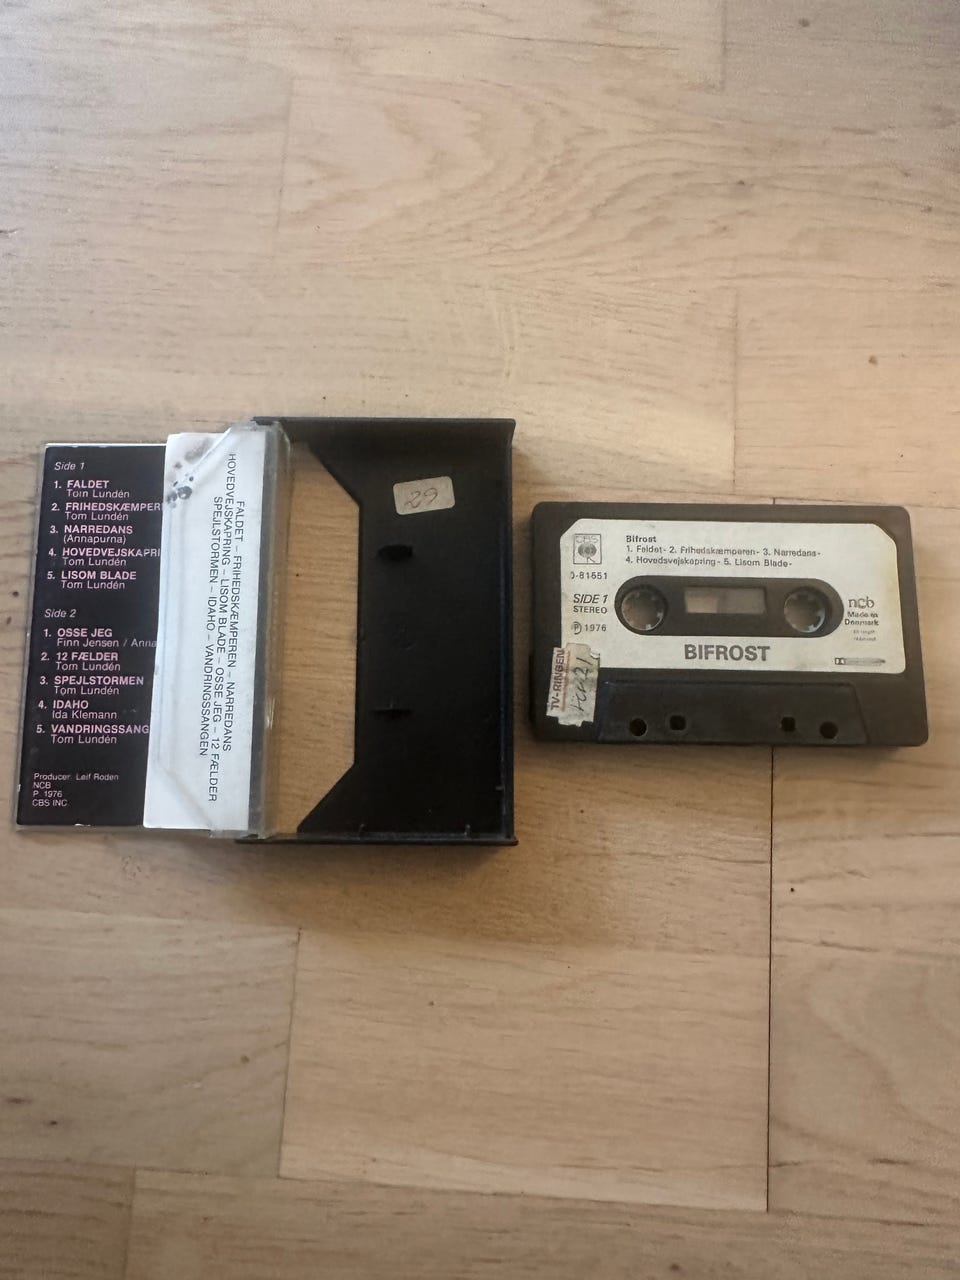 Side 1
1. FALDET
Tom Lundén
2. FRIHEDSKÆMPER
Tom Lundén
3. NARREDANS
(Annapurna)
4. HOVEDVEJSKAPRI
Tom Lundén
5. LISOM BLADE
Tom Lundén
Side 2
1. OSSE JEG
Finn Jensen / Anna
2. 12 FÆLDER
Tom Lundén
3. SPEJLSTORMEN
Tom Lundén
4. IDAHO
Ida Klemann
5. VANDRINGSSANG
Tom Lundén
Producer: Leif Roden
NCB
P. 1976
CBS INC.
FALDET – FRIHEDSKÆMPEREN – NARREDANS
HOVEDVEJSKAPRING – LISOM BLADE – OSSE JEG – 12 FÆLDER
SPEJLSTORMEN – IDAHO – VANDRINGSSANGEN
29
CBS
Bifrost
1. Faldet- 2. Frihedskæmperen- 3. Narredans-
4. Hovedsvejskapring- 5. Lisom Blade-
0-81551
SIDE 1
STEREO
℗ 1976
ncb
Made in
Denmark
BIFROST
TV-RINGEN